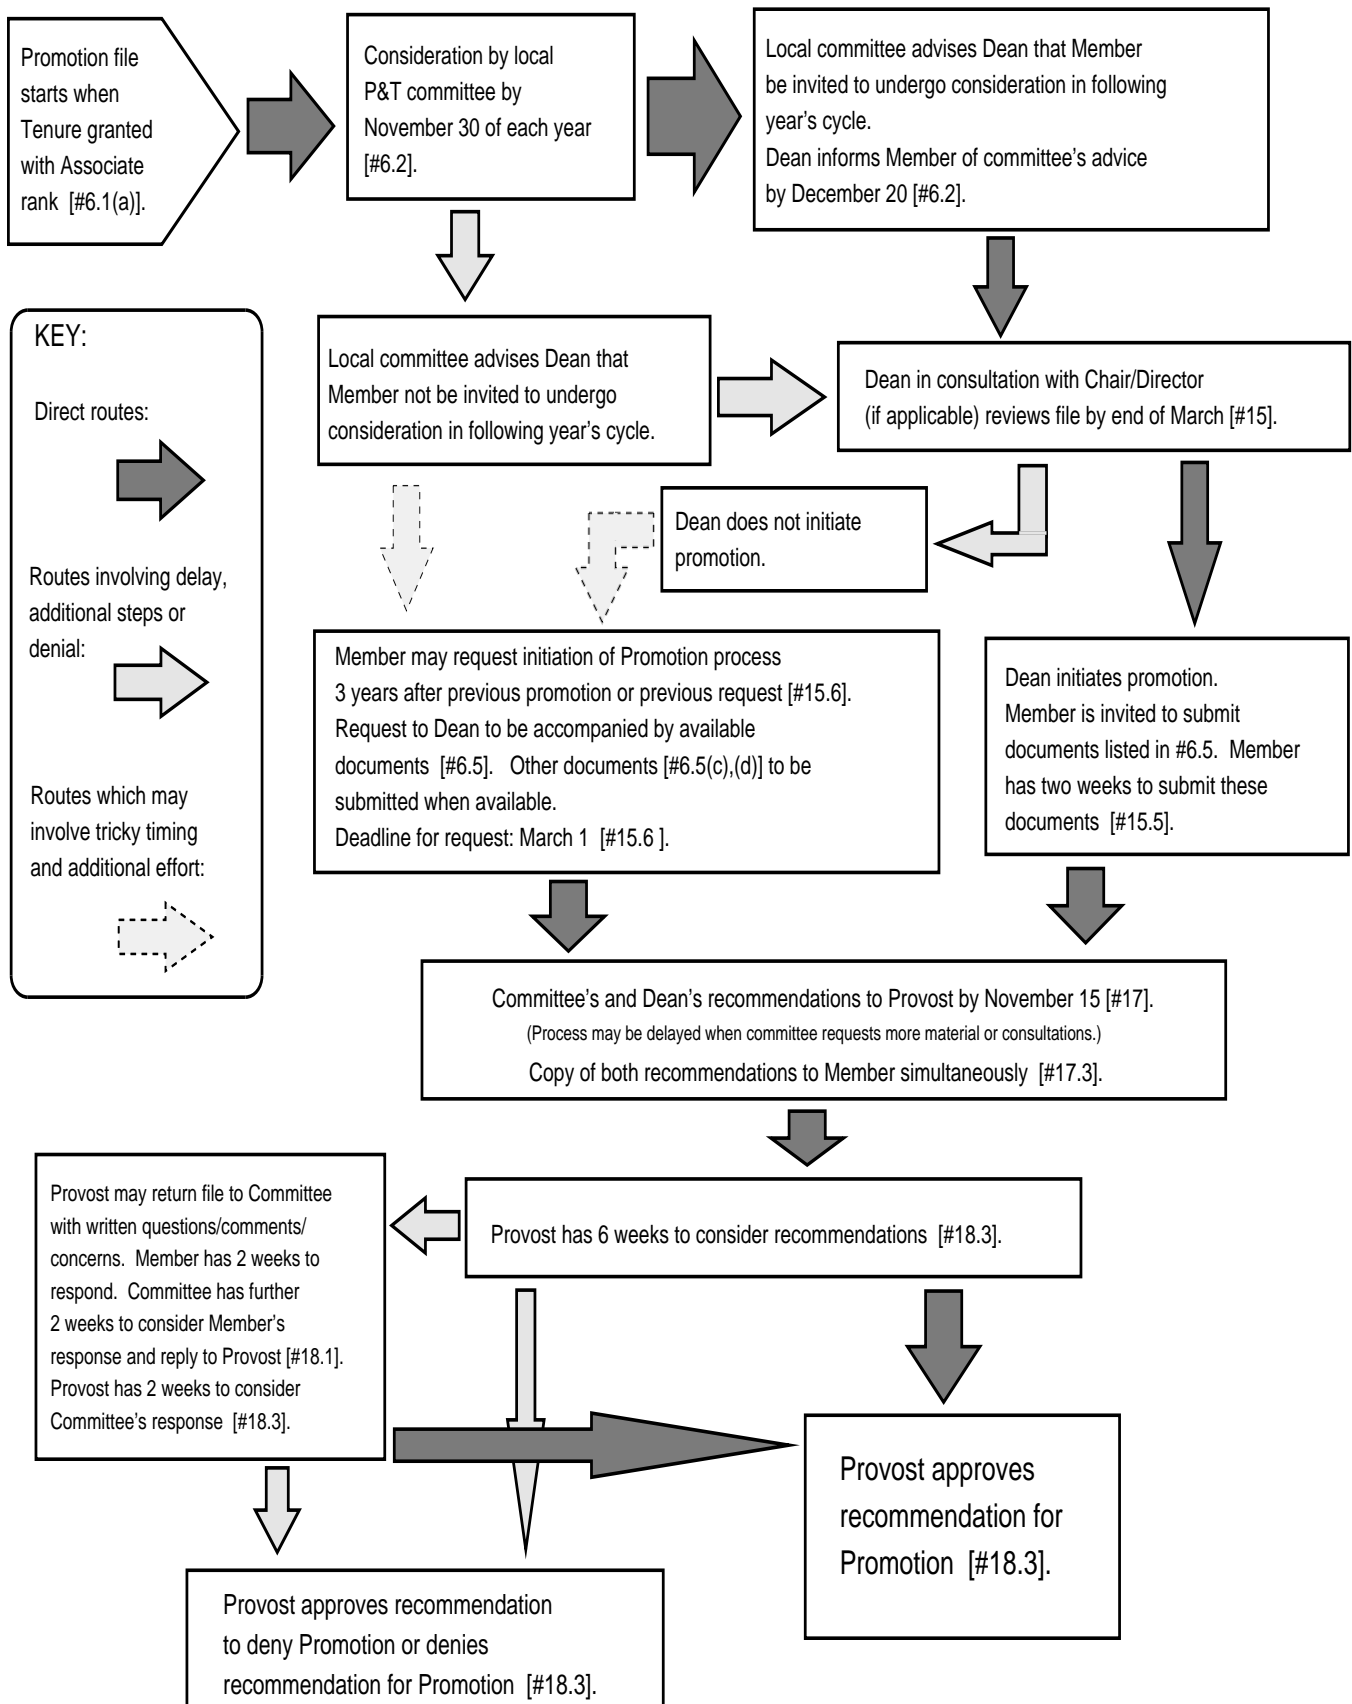 Promotion file
starts when
Tenure granted
with Associate
rank [#6.1(a)].
Consideration by local
P&T committee by
November 30 of each year
[#6.2].
Local committee advises Dean that Member
be invited to undergo consideration in following
year's cycle.
Dean informs Member of committee's advice
by December 20 [#6.2].
KEY:
Direct routes:
Routes involving delay,
additional steps or
denial:
Routes which may
involve tricky timing
and additional effort:
Local committee advises Dean that
Member not be invited to undergo
consideration in following year's cycle.
Dean in consultation with Chair/Director
(if applicable) reviews file by end of March [#15].
Dean does not initiate
promotion.
Member may request initiation of Promotion process
3 years after previous promotion or previous request [#15.6].
Request to Dean to be accompanied by available
documents [#6.5]. Other documents [#6.5(c),(d)] to be
submitted when available.
Deadline for request: March 1 [#15.6 ].
Dean initiates promotion.
Member is invited to submit
documents listed in #6.5. Member
has two weeks to submit these
documents [#15.5].
Committee's and Dean's recommendations to Provost by November 15 [#17].
(Process may be delayed when committee requests more material or consultations.)
Copy of both recommendations to Member simultaneously [#17.3].
Provost may return file to Committee
with written questions/comments/
concerns. Member has 2 weeks to
respond. Committee has further
2 weeks to consider Member's
response and reply to Provost [#18.1].
Provost has 2 weeks to consider
Committee's response [#18.3].
Provost has 6 weeks to consider recommendations [#18.3].
Provost approves
recommendation for
Promotion [#18.3].
Provost approves recommendation
to deny Promotion or denies
recommendation for Promotion [#18.3].